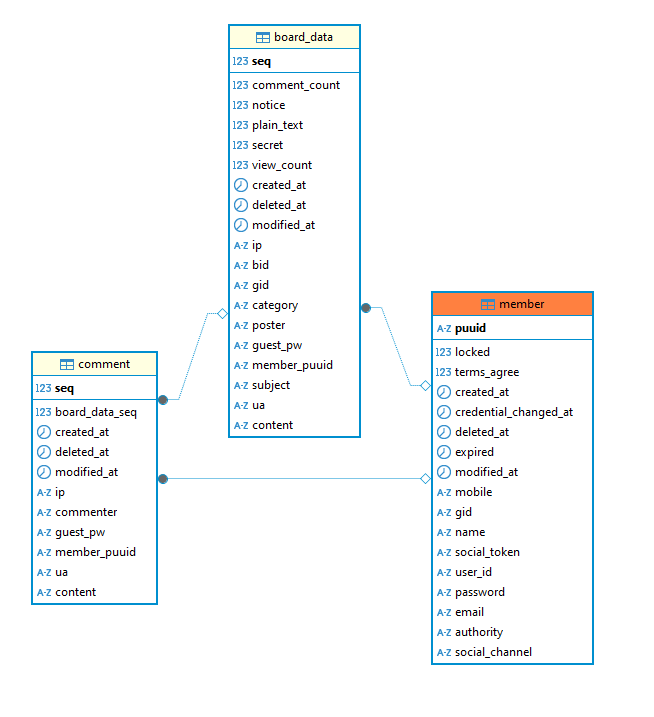 board_data
123 seq
123 comment_count
123 notice
123 plain_text
123 secret
123 view_count
created_at
deleted_at
modified_at
A-Z ip
A-Z bid
A-Z gid
A-Z category
A-Z poster
A-Z guest_pw
A-Z member_puuid
A-Z subject
A-Z ua
A-Z content
comment
123 seq
123 board_data_seq
created_at
deleted_at
modified_at
A-Z ip
A-Z commenter
A-Z guest_pw
A-Z member_puuid
A-Z ua
A-Z content
member
A-Z puuid
123 locked
123 terms_agree
created_at
credential_changed_at
deleted_at
expired
modified_at
A-Z mobile
A-Z gid
A-Z name
A-Z social_token
A-Z user_id
A-Z password
A-Z email
A-Z authority
A-Z social_channel